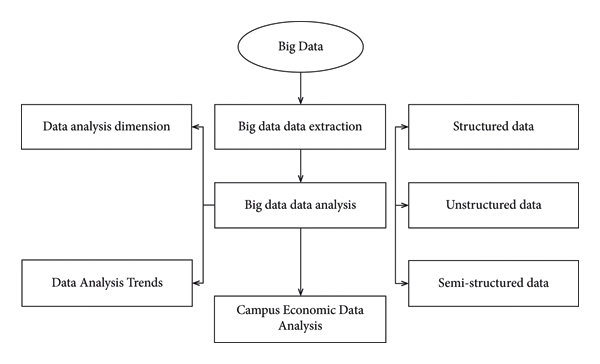 Big Data
Data analysis dimension
Big data data extraction
Structured data
Big data data analysis
Unstructured data
Data Analysis Trends
Semi-structured data
Campus Economic Data
Analysis